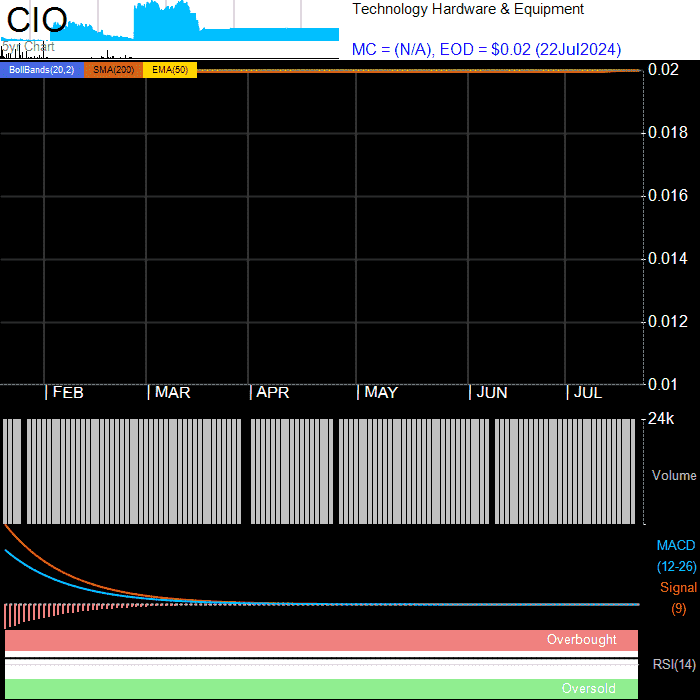 CIO
Technology Hardware & Equipment
5yr Chart
MC = (N/A), EOD = $0.02 (22Jul2024)
BollBands(20,2) SMA(200) EMA(50)
0.02
0.018
0.016
0.014
0.012
0.01
FEB MAR APR MAY JUN JUL
24k
Volume
MACD
(12-26)
Signal
(9)
Overbought
RSI(14)
Oversold